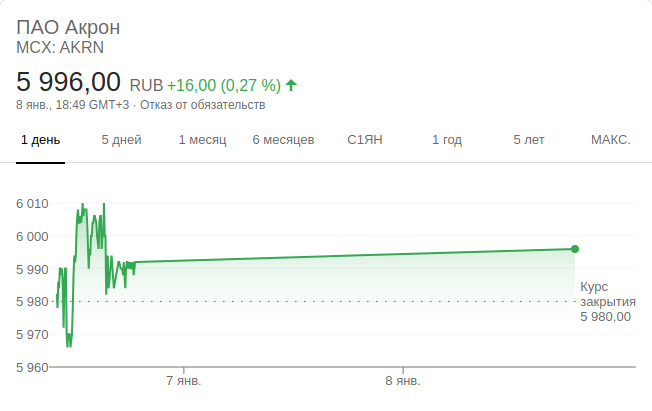 ПАО Акрон
MCX: AKRN
5 996,00 RUB +16,00 (0,27 %)
8 янв., 18:49 GMT+3 · Отказ от обязательств
1 день 5 дней 1 месяц 6 месяцев С1ЯН 1 год 5 лет МАКС.
6 010
6 000
5 990
5 980
5 970
5 960
Курс
закрытия
5 980,00
7 янв. 8 янв.